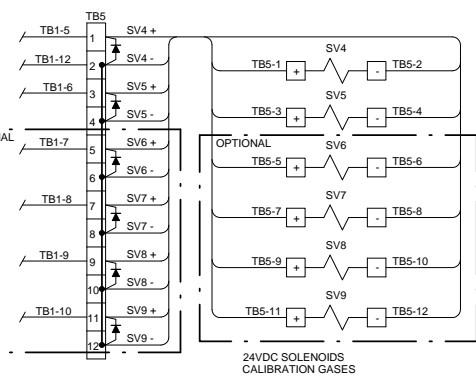 TB5
TB1-5 1 SV4 +
TB1-12 2 SV4 -
TB1-6 3 SV5 +
4 SV5 -
NAL
TB1-7 5 SV6 +
6 SV6 -
TB1-8 7 SV7 +
8 SV7 -
TB1-9 9 SV8 +
10 SV8 -
TB1-10 11 SV9 +
12 SV9 -
SV4
TB5-1 + - TB5-2
SV5
TB5-3 + - TB5-4
OPTIONAL
SV6
TB5-5 + - TB5-6
SV7
TB5-7 + - TB5-8
SV8
TB5-9 + - TB5-10
SV9
TB5-11 + - TB5-12
24VDC SOLENOIDS
CALIBRATION GASES